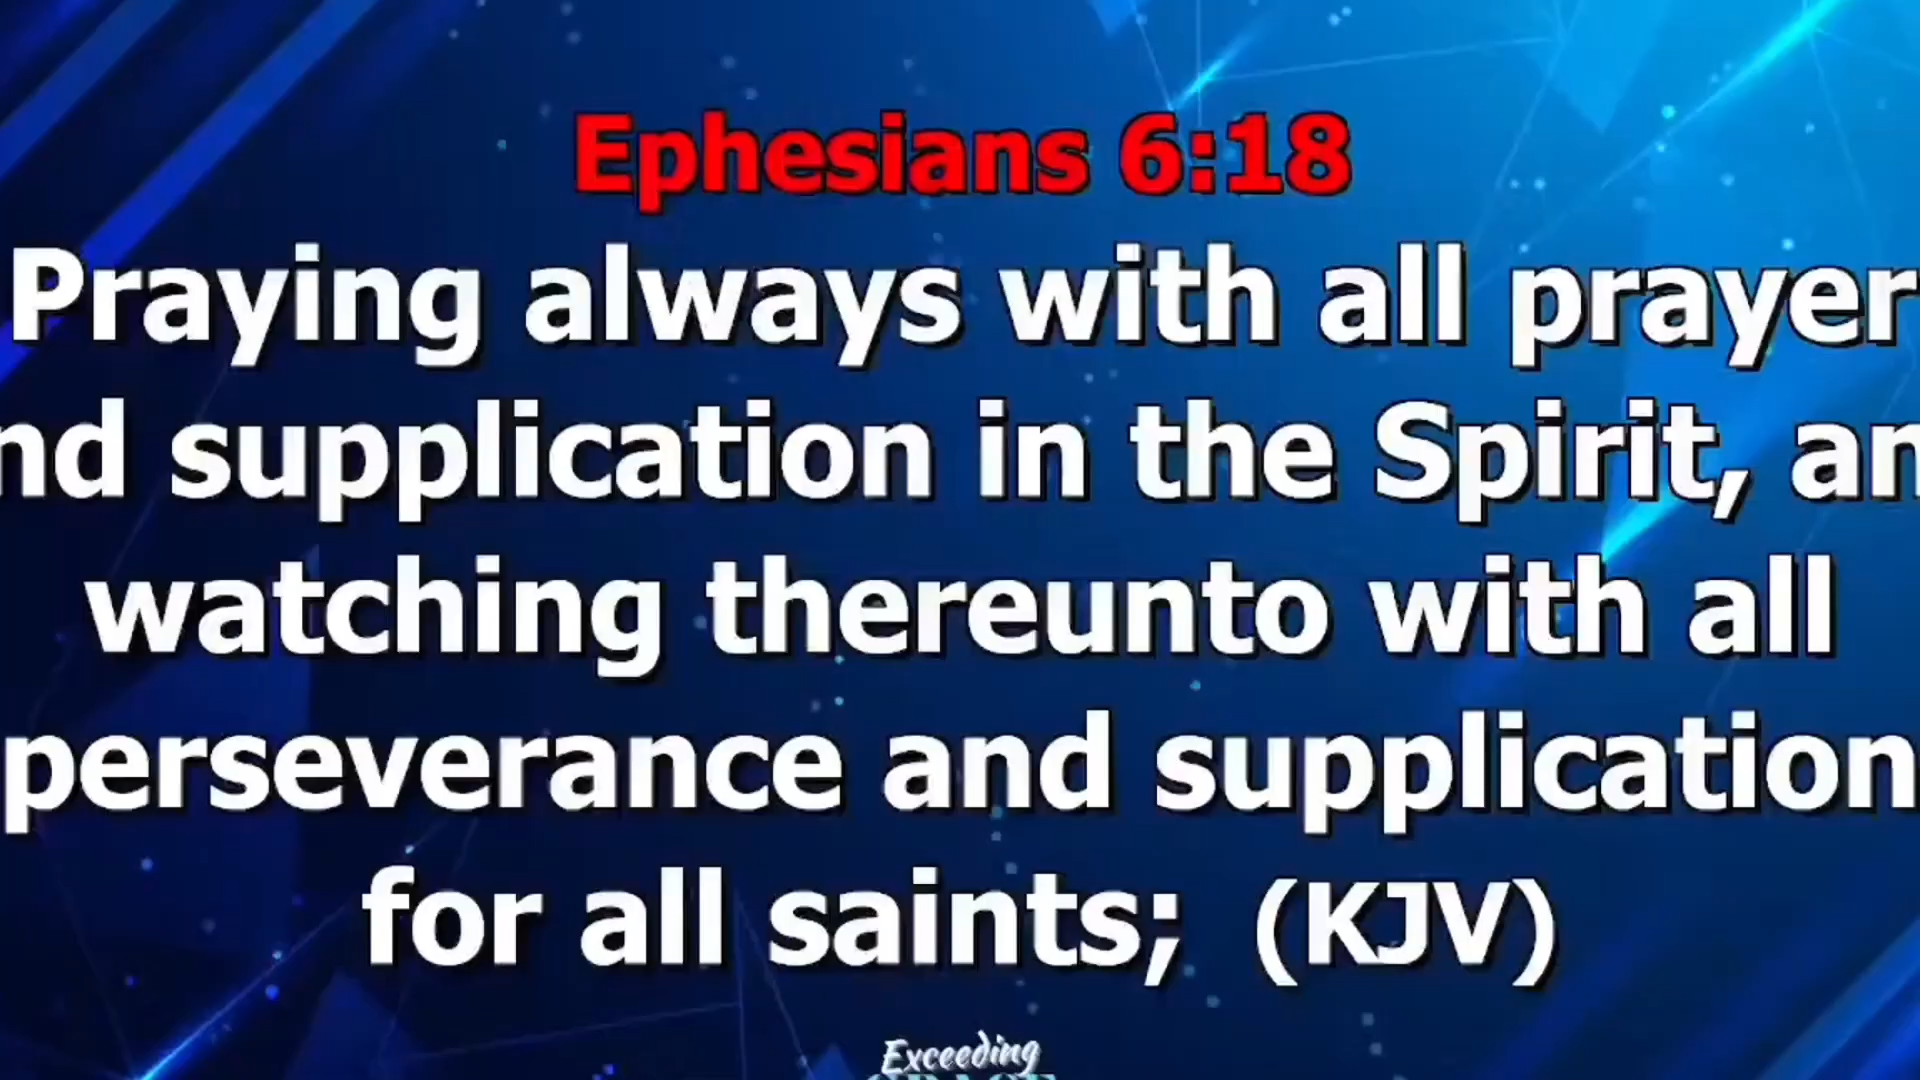 Ephesians 6:18
Praying always with all prayer
nd supplication in the Spirit, an
watching thereunto with all
perseverance and supplication
for all saints; (KJV)
Exceeding